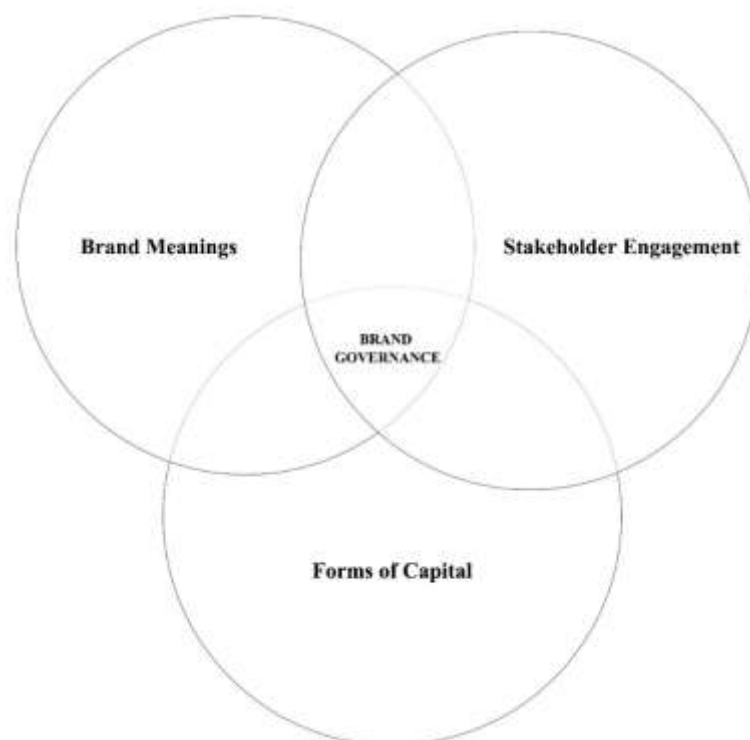 Brand Meanings
Stakeholder Engagement
BRAND
GOVERNANCE
Forms of Capital